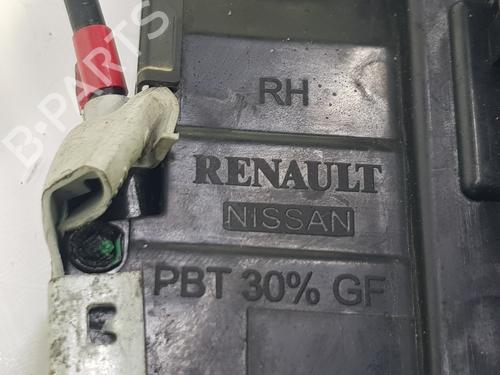 RH
RENAULT
NISSAN
PBT 30% GF
E
B-PARTS